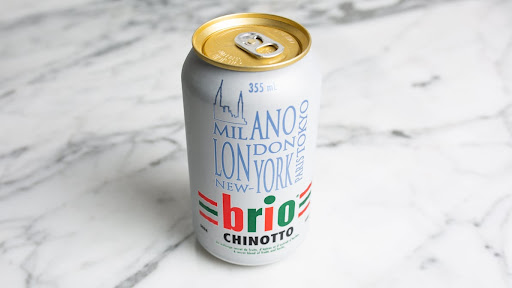 355 mL
MILANO
LONDON
NEW-YORK
PARIS TOKYO
brio
CHINOTTO